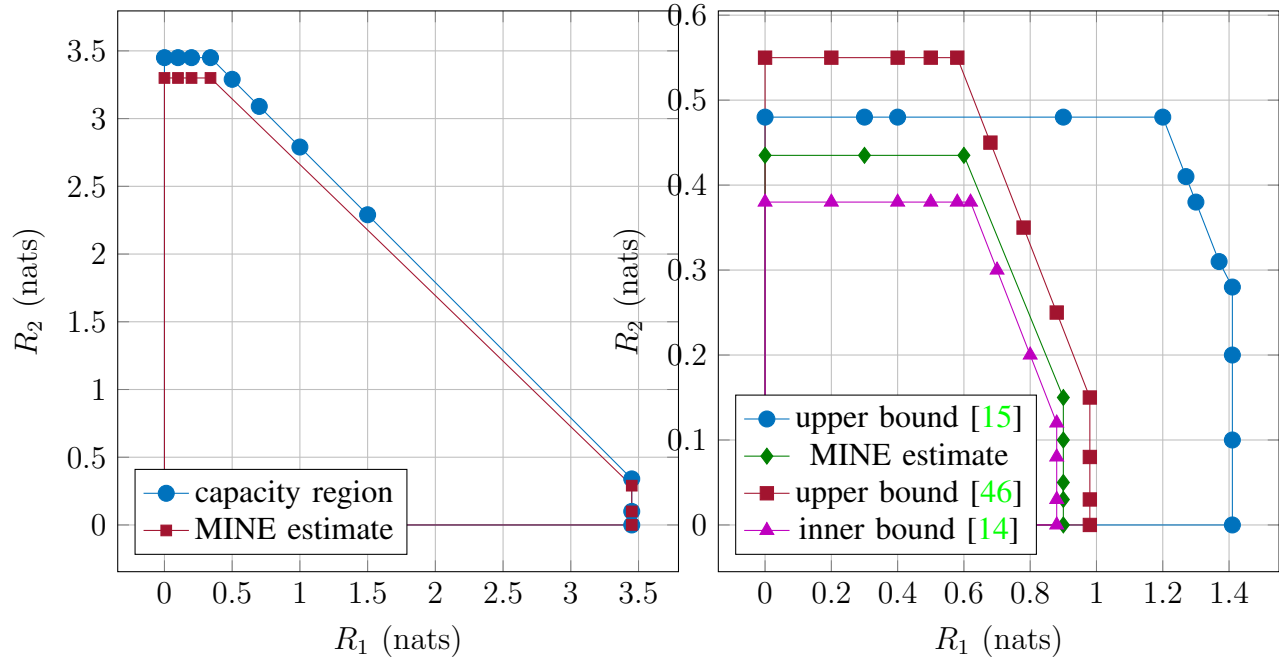 3.5
3
2.5
2
1.5
1
0.5
0
R2 (nats)
capacity region
MINE estimate
0 0.5 1 1.5 2 2.5 3 3.5
R1 (nats)
0.6
0.5
0.4
0.3
0.2
0.1
0
R2 (nats)
upper bound [15]
MINE estimate
upper bound [46]
inner bound [14]
0 0.2 0.4 0.6 0.8 1 1.2 1.4
R1 (nats)